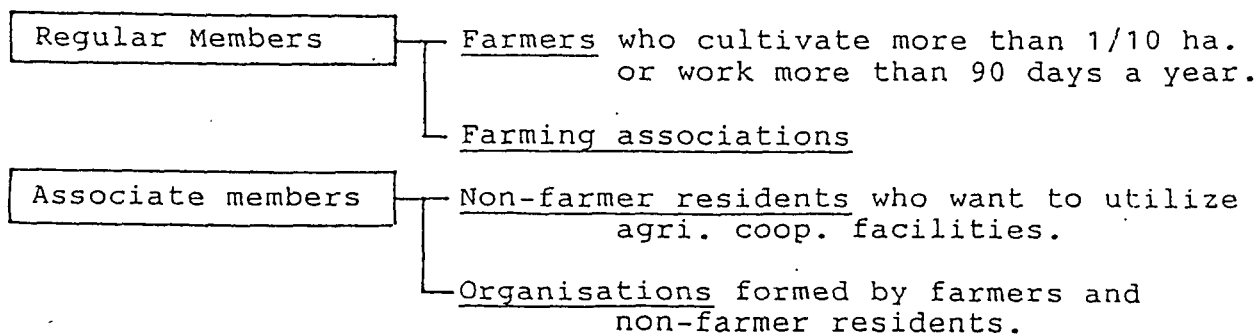 Regular Members
Farmers who cultivate more than 1/10 ha.
or work more than 90 days a year.
Farming associations
Associate members
Non-farmer residents who want to utilize
agri. coop. facilities.
Organisations formed by farmers and
non-farmer residents.